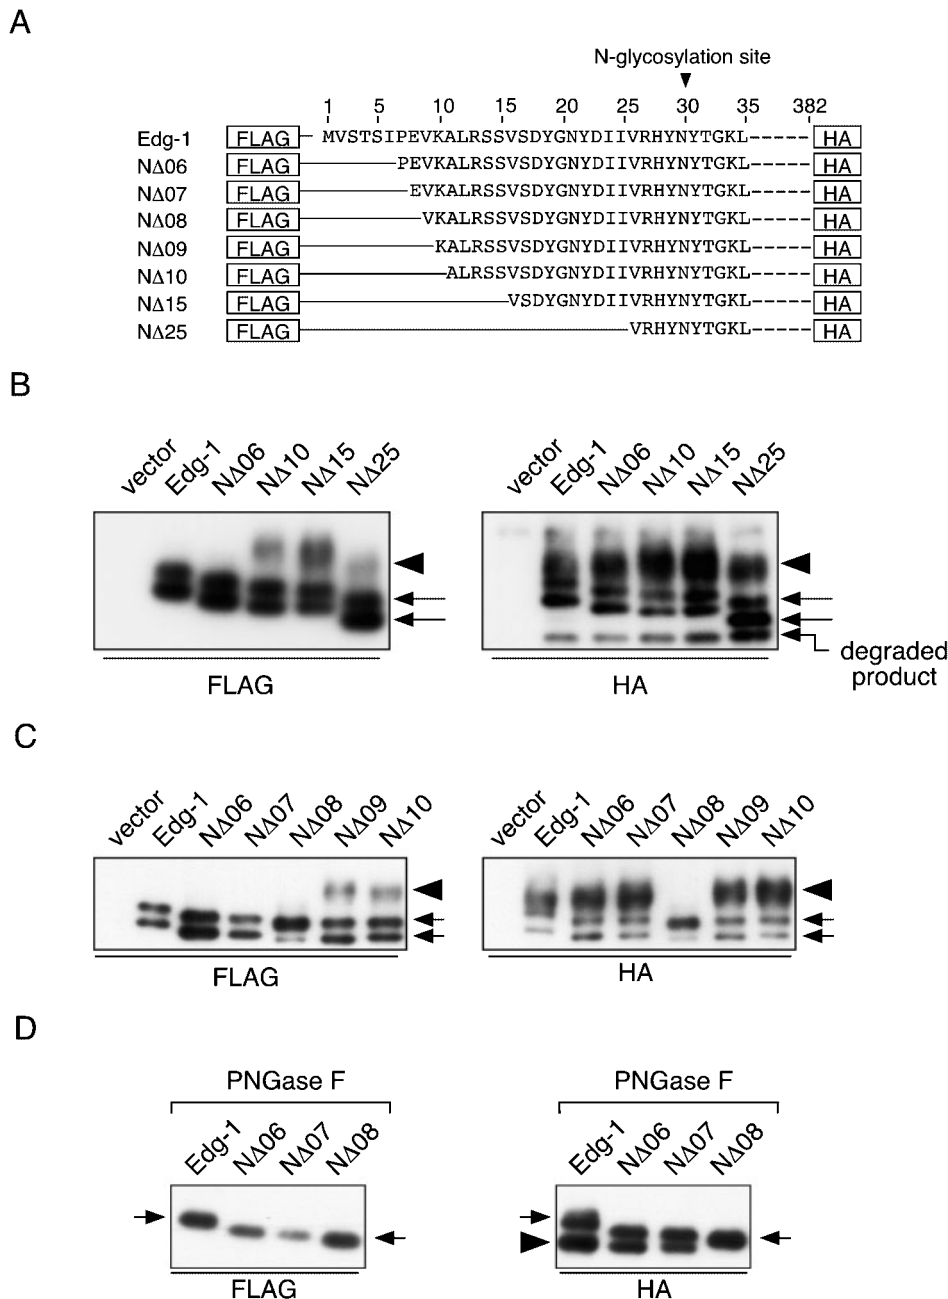 A
N-glycosylation site
1 5 10 15 20 25 30 35 382
Edg-1 FLAG MVSTSIPEVKALRSSVSDYGNYDIIVRHYNYTGKL HA
NΔ06 FLAG PEVKALRSSVSDYGNYDIIVRHYNYTGKL HA
NΔ07 FLAG EVKALRSSVSDYGNYDIIVRHYNYTGKL HA
NΔ08 FLAG VKALRSSVSDYGNYDIIVRHYNYTGKL HA
NΔ09 FLAG KALRSSVSDYGNYDIIVRHYNYTGKL HA
NΔ10 FLAG ALRSSVSDYGNYDIIVRHYNYTGKL HA
NΔ15 FLAG VSDYGNYDIIVRHYNYTGKL HA
NΔ25 FLAG VRHYNYTGKL HA
B
vector Edg-1 NΔ06 NΔ10 NΔ15 NΔ25
FLAG
vector Edg-1 NΔ06 NΔ10 NΔ15 NΔ25
degraded
product
HA
C
vector Edg-1 NΔ06 NΔ07 NΔ08 NΔ09 NΔ10
FLAG
vector Edg-1 NΔ06 NΔ07 NΔ08 NΔ09 NΔ10
HA
D
PNGase F
Edg-1 NΔ06 NΔ07 NΔ08
FLAG
PNGase F
Edg-1 NΔ06 NΔ07 NΔ08
HA